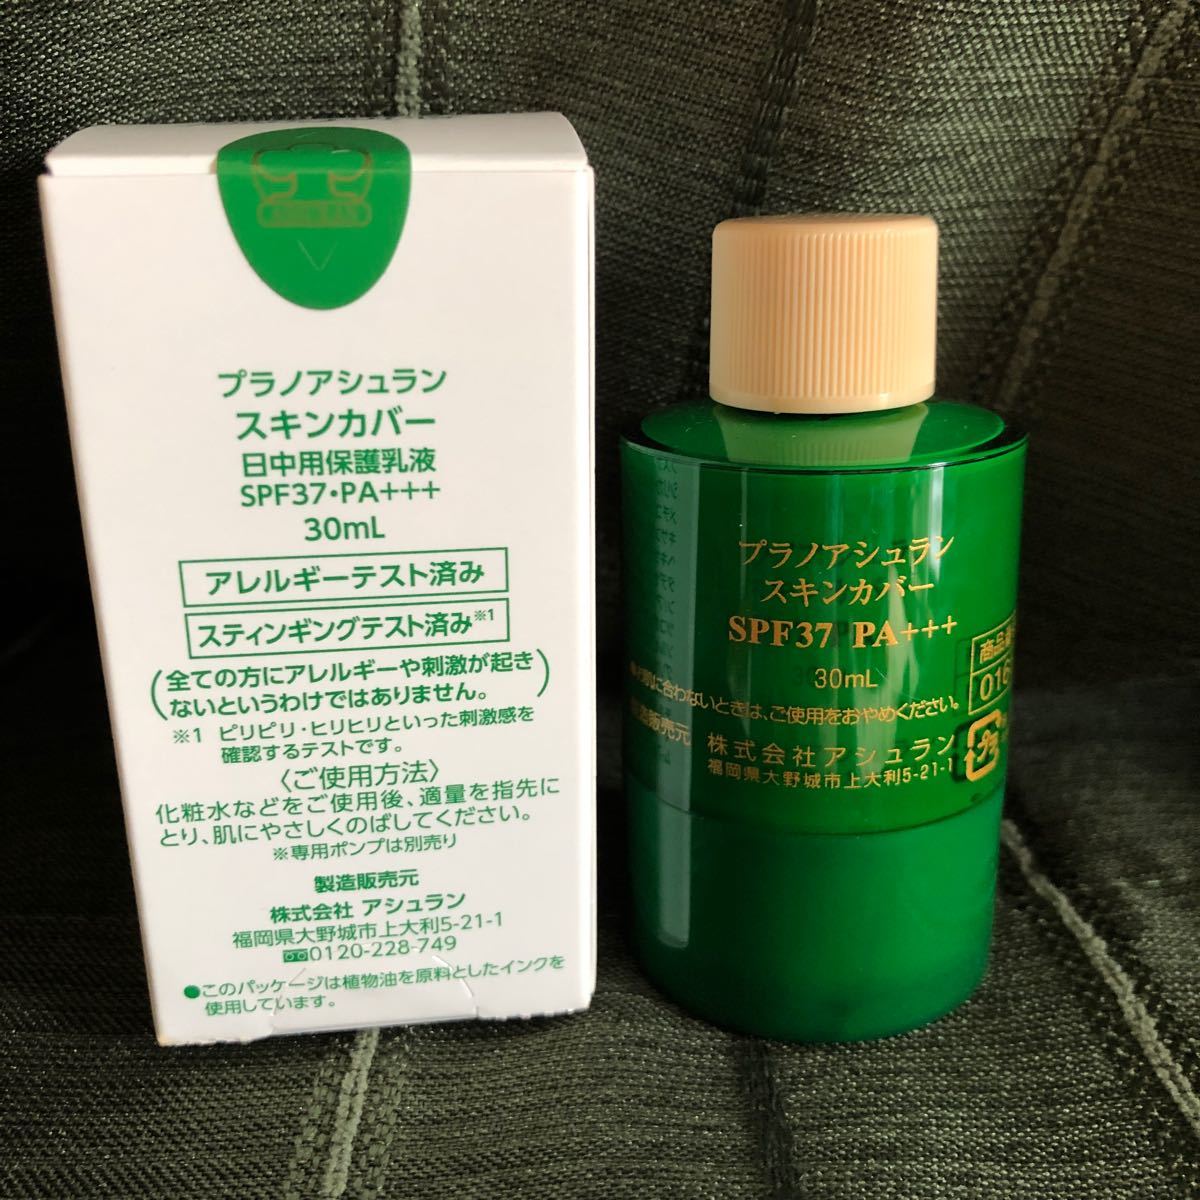 プラノアシュラン
スキンカバー
日中用保護乳液
SPF37・PA+++
30mL
アレルギーテスト済み
スティンギングテスト済み※1
(全ての方にアレルギーや刺激が起き
ないというわけではありません。)
※1 ピリピリ・ヒリヒリといった刺激感を
確認するテストです。
〈ご使用方法〉
化粧水などをご使用後、適量を指先に
とり、肌にやさしくのばしてください。
※専用ポンプは別売り
製造販売元
株式会社 アシュラン
福岡県大野城市上大利5-21-1
0120-228-749
●このパッケージは植物油を原料としたインクを
使用しています。
プラノアシュラン
スキンカバー
SPF37 PA+++
30mL
合わないときは、ご使用をおやめください。
販売元 株式会社アシュラン
福岡県大野城市上大利5-21-1
商品
016
プラ